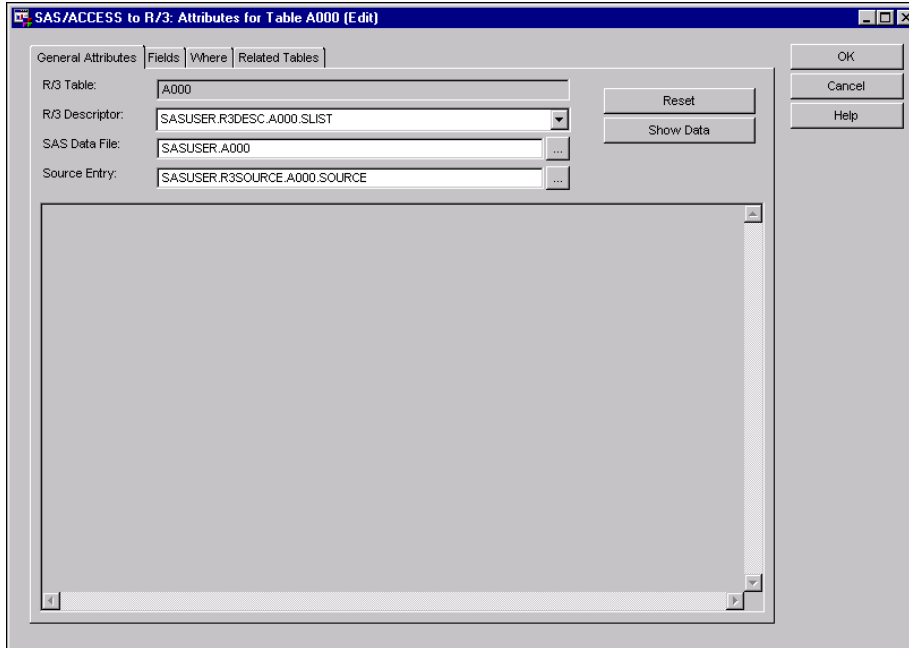 SAS/ACCESS to R/3: Attributes for Table A000 (Edit)
General Attributes Fields Where Related Tables
OK
R/3 Table: A000
Cancel
Reset
R/3 Descriptor: SASUSER.R3DESC.A000.SLIST
Help
Show Data
SAS Data File: SASUSER.A000 ...
Source Entry: SASUSER.R3SOURCE.A000.SOURCE ...